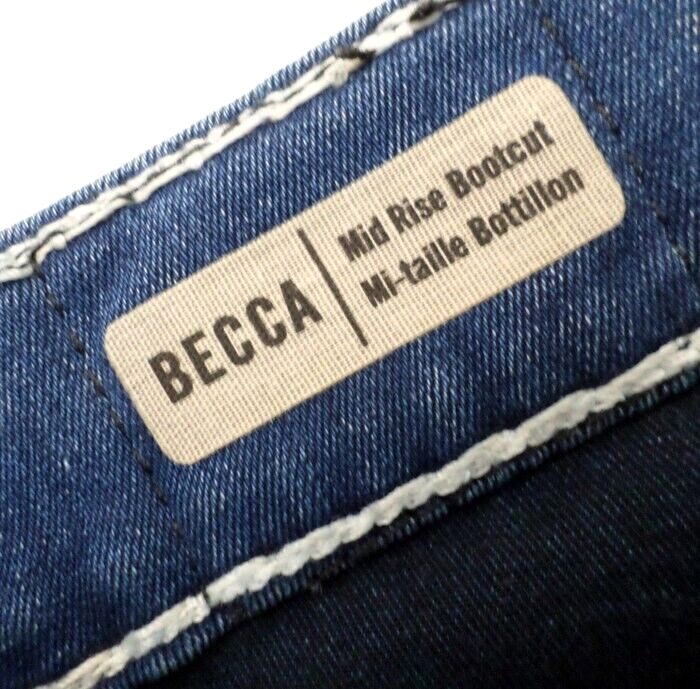 BECCA
Mid Rise Bootcut
Mi-taille Bottillon